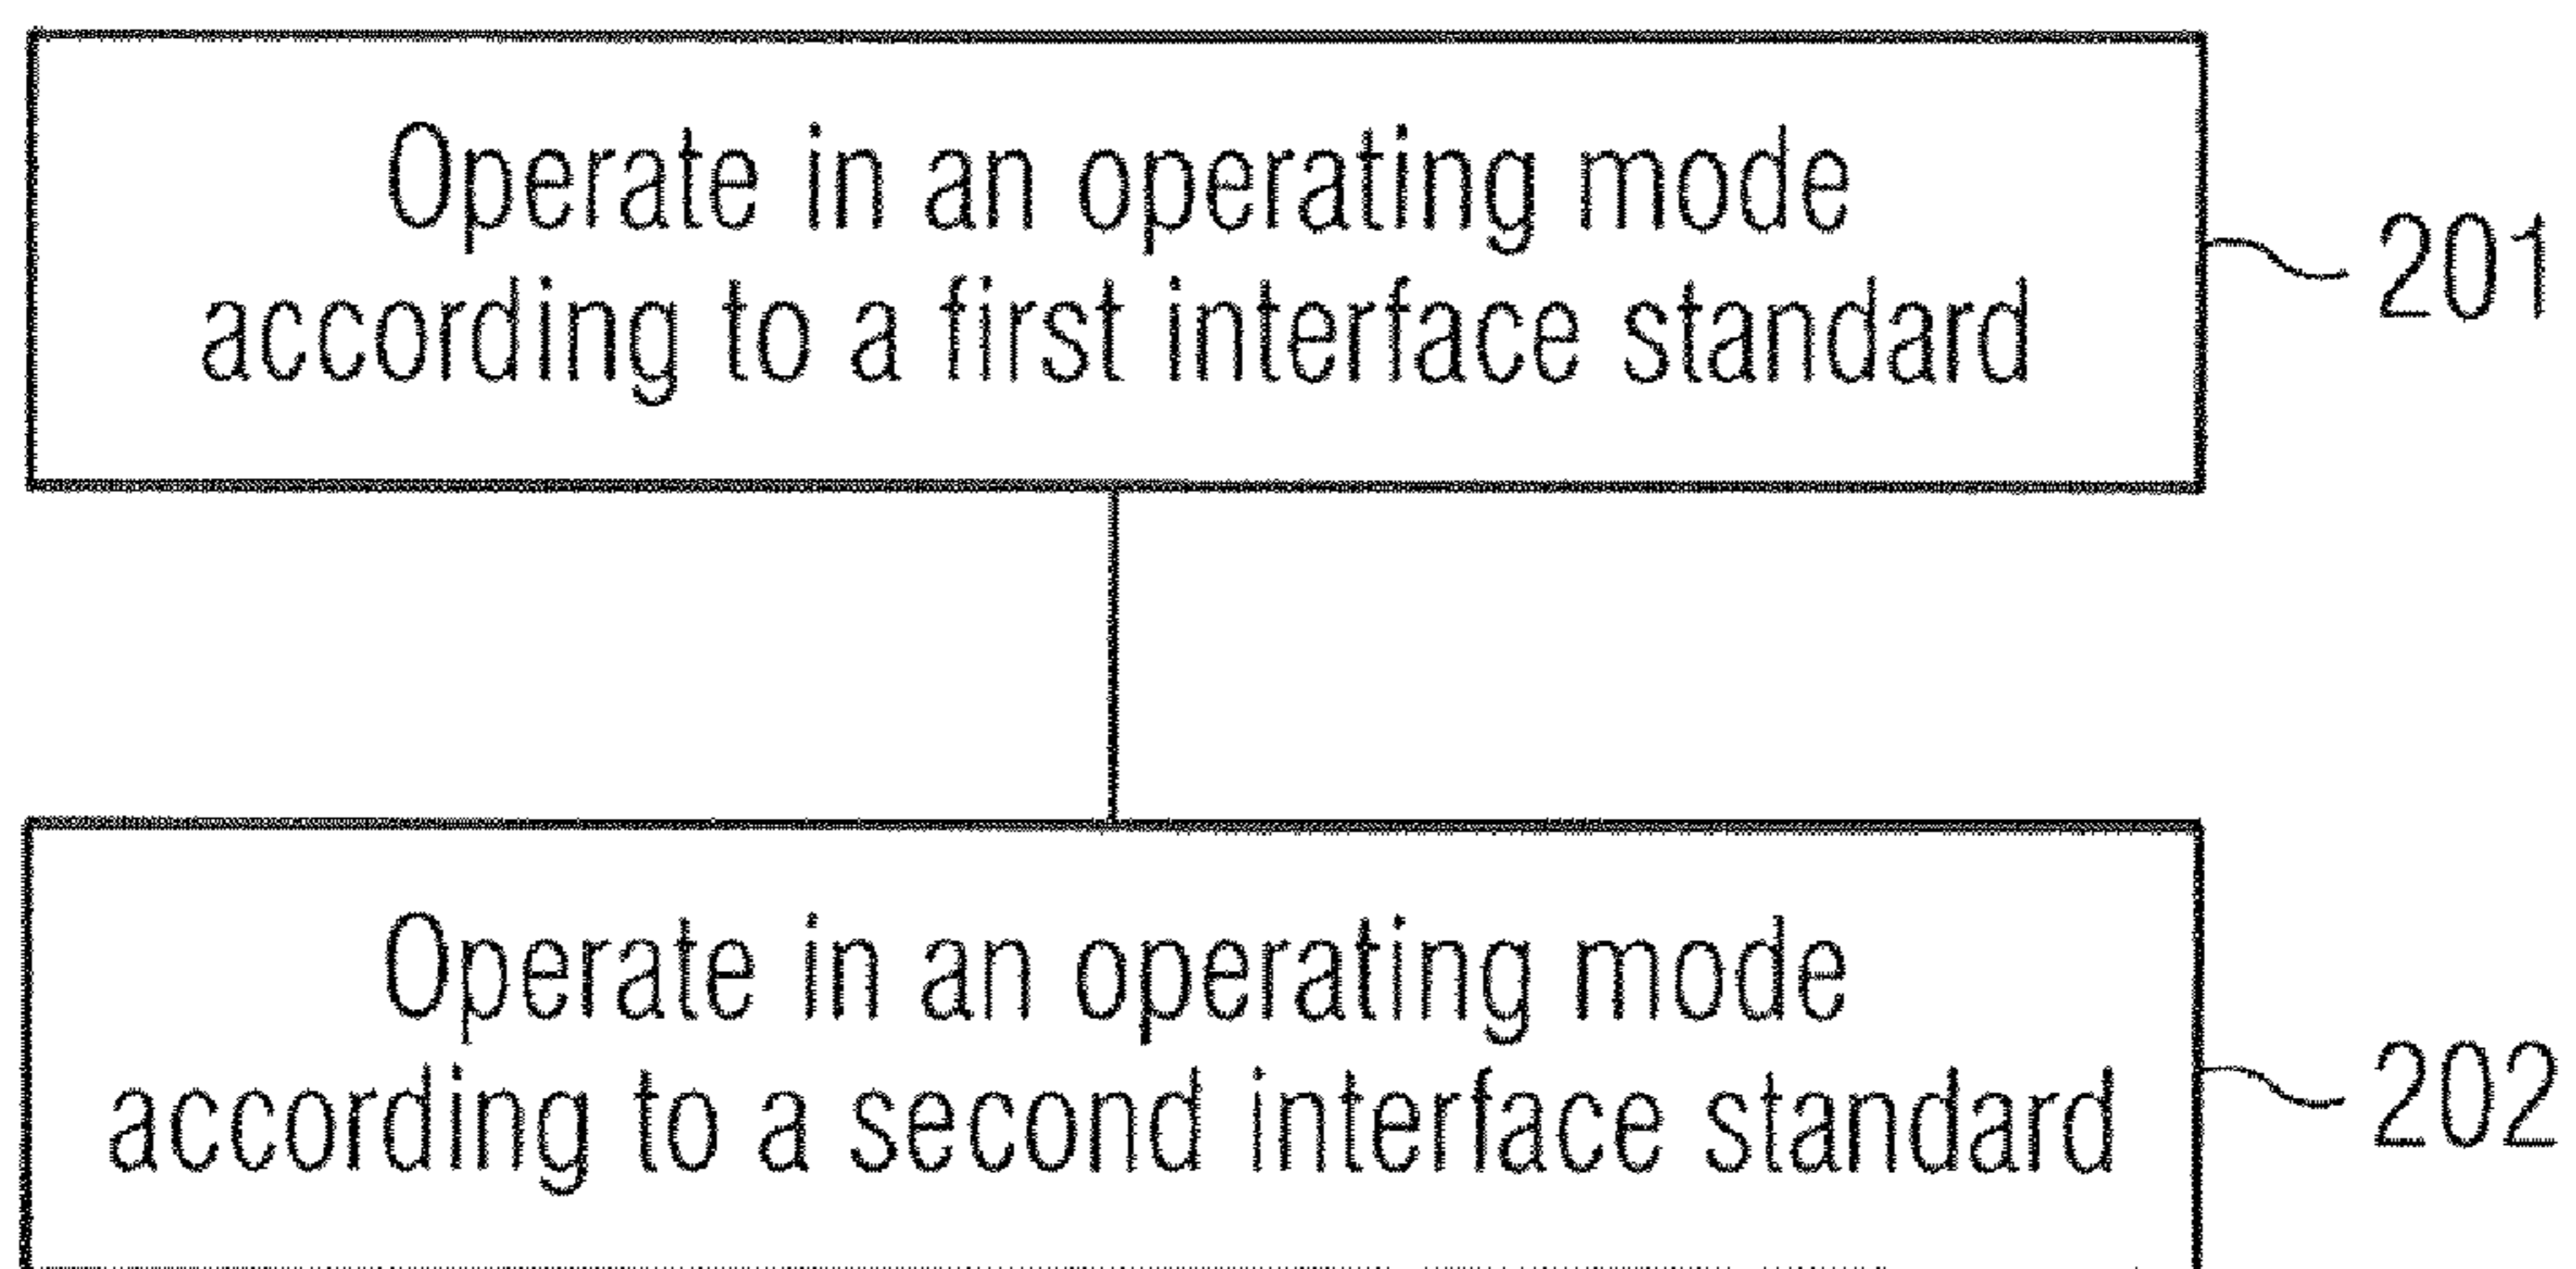 Operate in an operating mode
according to a first interface standard
201
Operate in an operating mode
according to a second interface standard
202